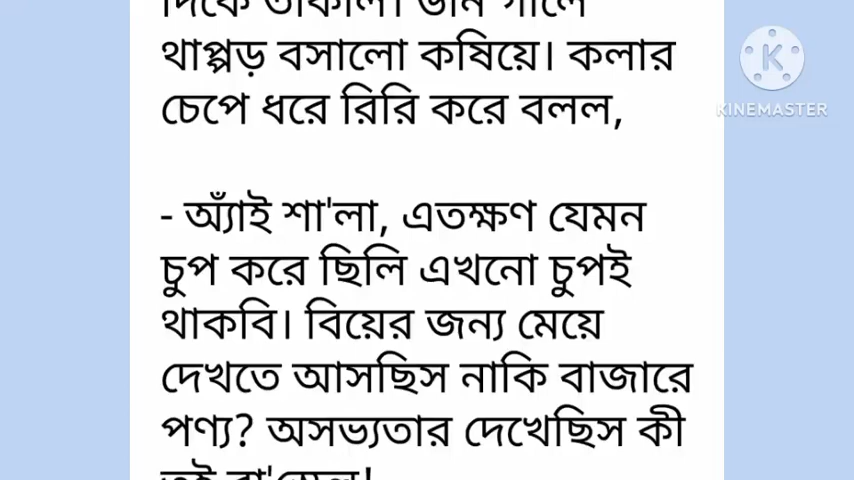 দিকে তাকাল। ডান গালে
থাপ্পড় বসালো কষিয়ে। কলার
চেপে ধরে রিরি করে বলল,
- অ্যাঁই শা'লা, এতক্ষণ যেমন
চুপ করে ছিলি এখনো চুপই
থাকবি। বিয়ের জন্য মেয়ে
দেখতে আসছিস নাকি বাজারে
পণ্য? অসভ্যতার দেখেছিস কী
তুই
KINEMASTER